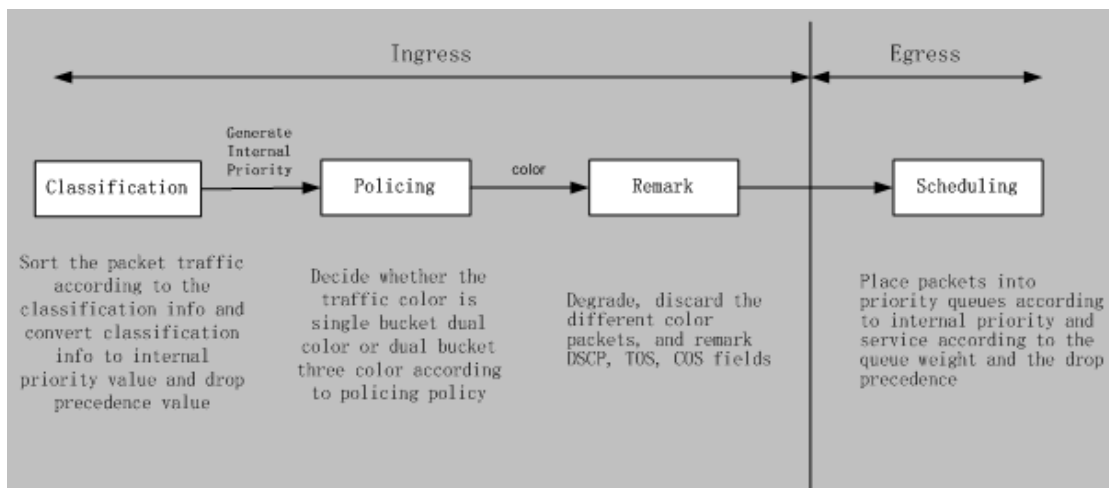 Ingress
Egress
Generate
Internal
Priority
color
Classification
Policing
Remark
Scheduling
Sort the packet traffic
according to the
classification info and
convert classification
info to internal
priority value and drop
precedence value
Decide whether the
traffic color is
single bucket dual
color or dual bucket
three color according
to policing policy
Degrade, discard the
different color
packets, and remark
DSCP, TOS, COS fields
Place packets into
priority queues according
to internal priority and
service according to the
queue weight and the drop
precedence